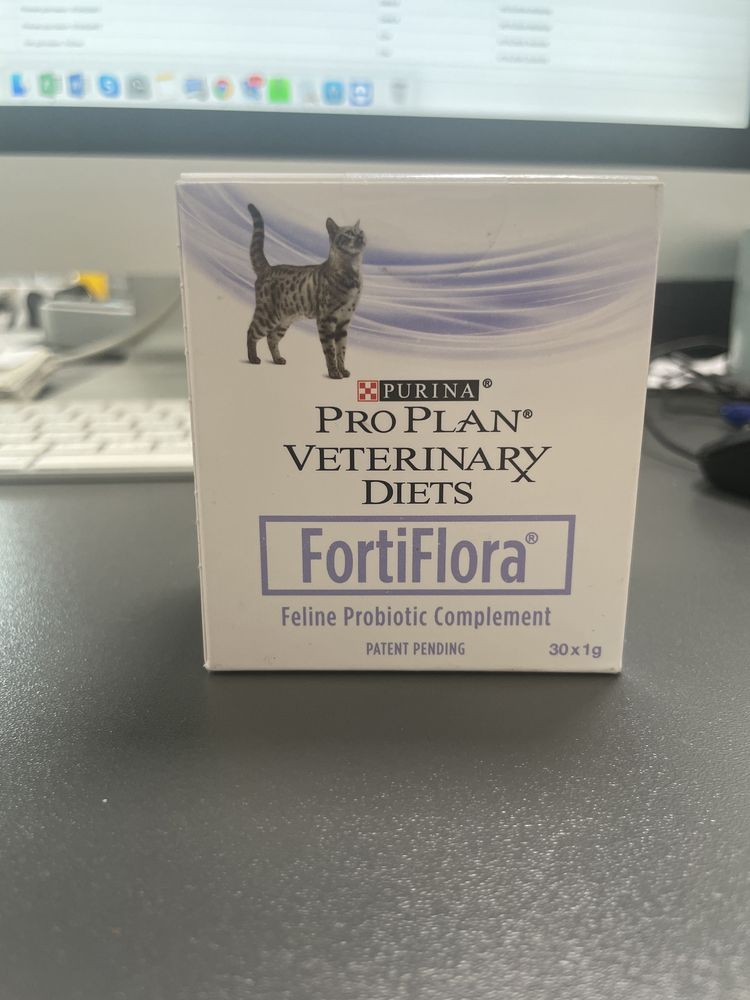 PURINA®
PRO PLAN®
VETERINARY
DIETS
FortiFlora®
Feline Probiotic Complement
PATENT PENDING
30 x 1g